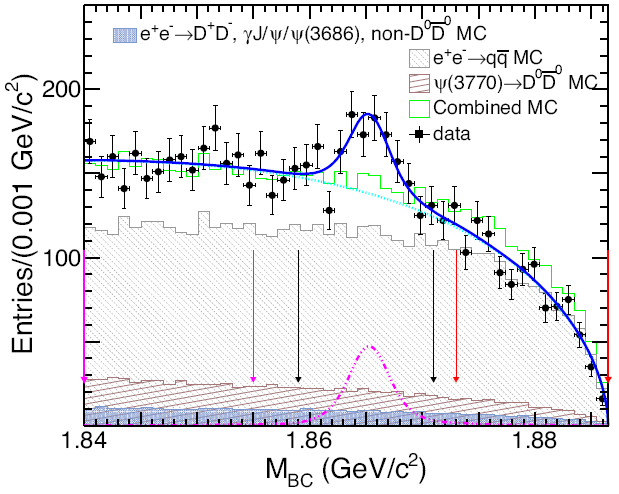 e⁺e⁻→D⁺D⁻, γJ/ψ/ψ(3686), non-D⁰D̅⁰ MC
e⁺e⁻→qq̅ MC
ψ(3770)→D⁰D̅⁰ MC
Combined MC
data
Entries/(0.001 GeV/c²)
200
100
1.84
1.86
1.88
M_BC (GeV/c²)